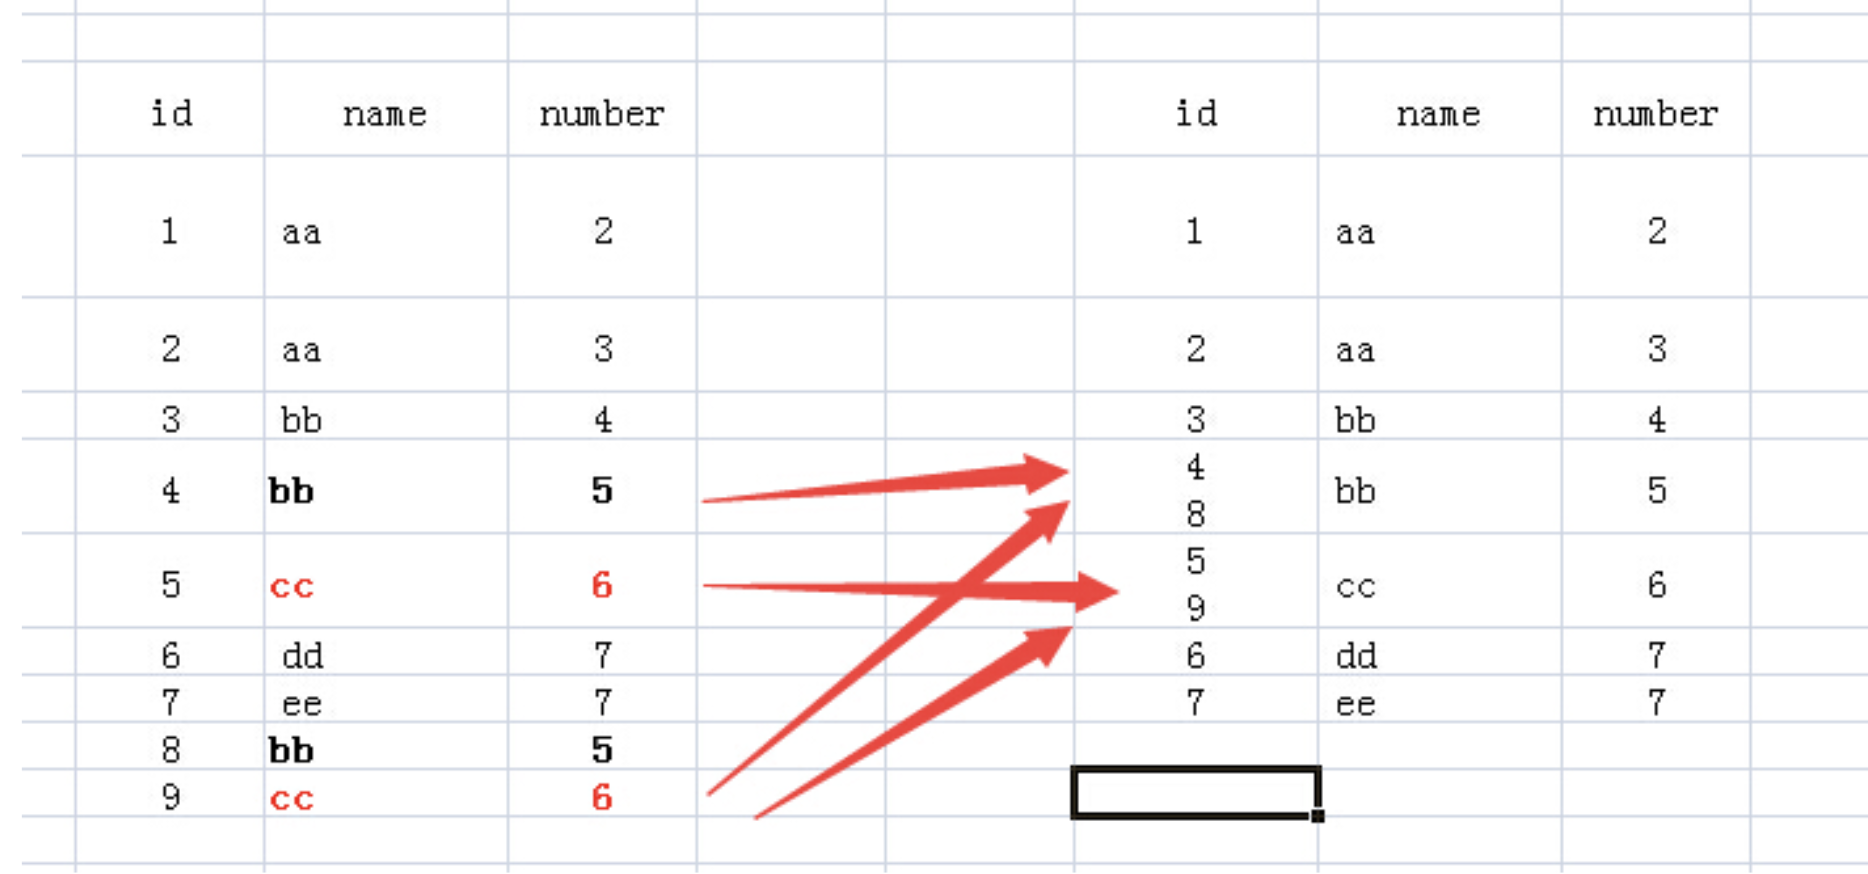 id name number id name number
1 aa 2 1 aa 2
2 aa 3 2 aa 3
3 bb 4 3 bb 4
4 bb 5 4 8 bb 5
5 cc 6 5 9 cc 6
6 dd 7 6 dd 7
7 ee 7 7 ee 7
8 bb 5
9 cc 6